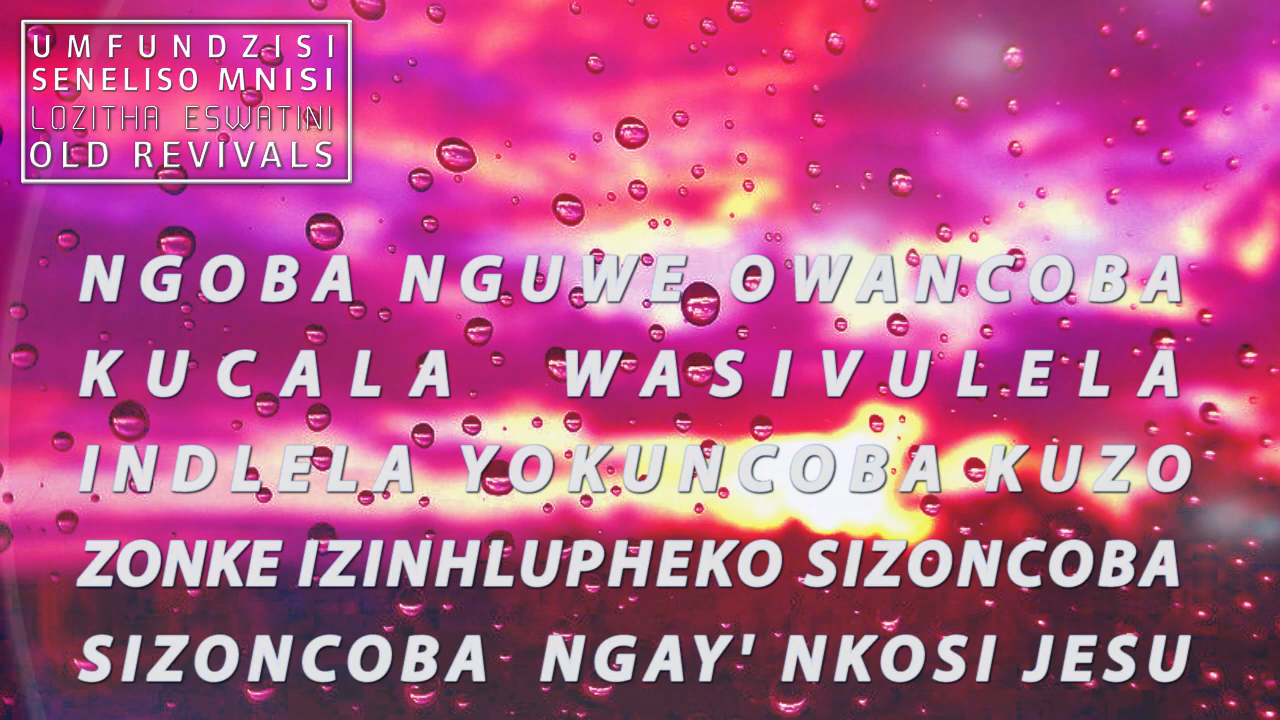 UMFUNDZISI
SENELISO MNISI
LOZITHA ESWATINI
OLD REVIVALS
NGOBA NGUWE OWANCOBA
KUCALA WASIVULELA
INDLELA YOKUNCOBA KUZO
ZONKE IZINHLUPHEKO SIZONCOBA
SIZONCOBA NGAY' NKOSI JESU